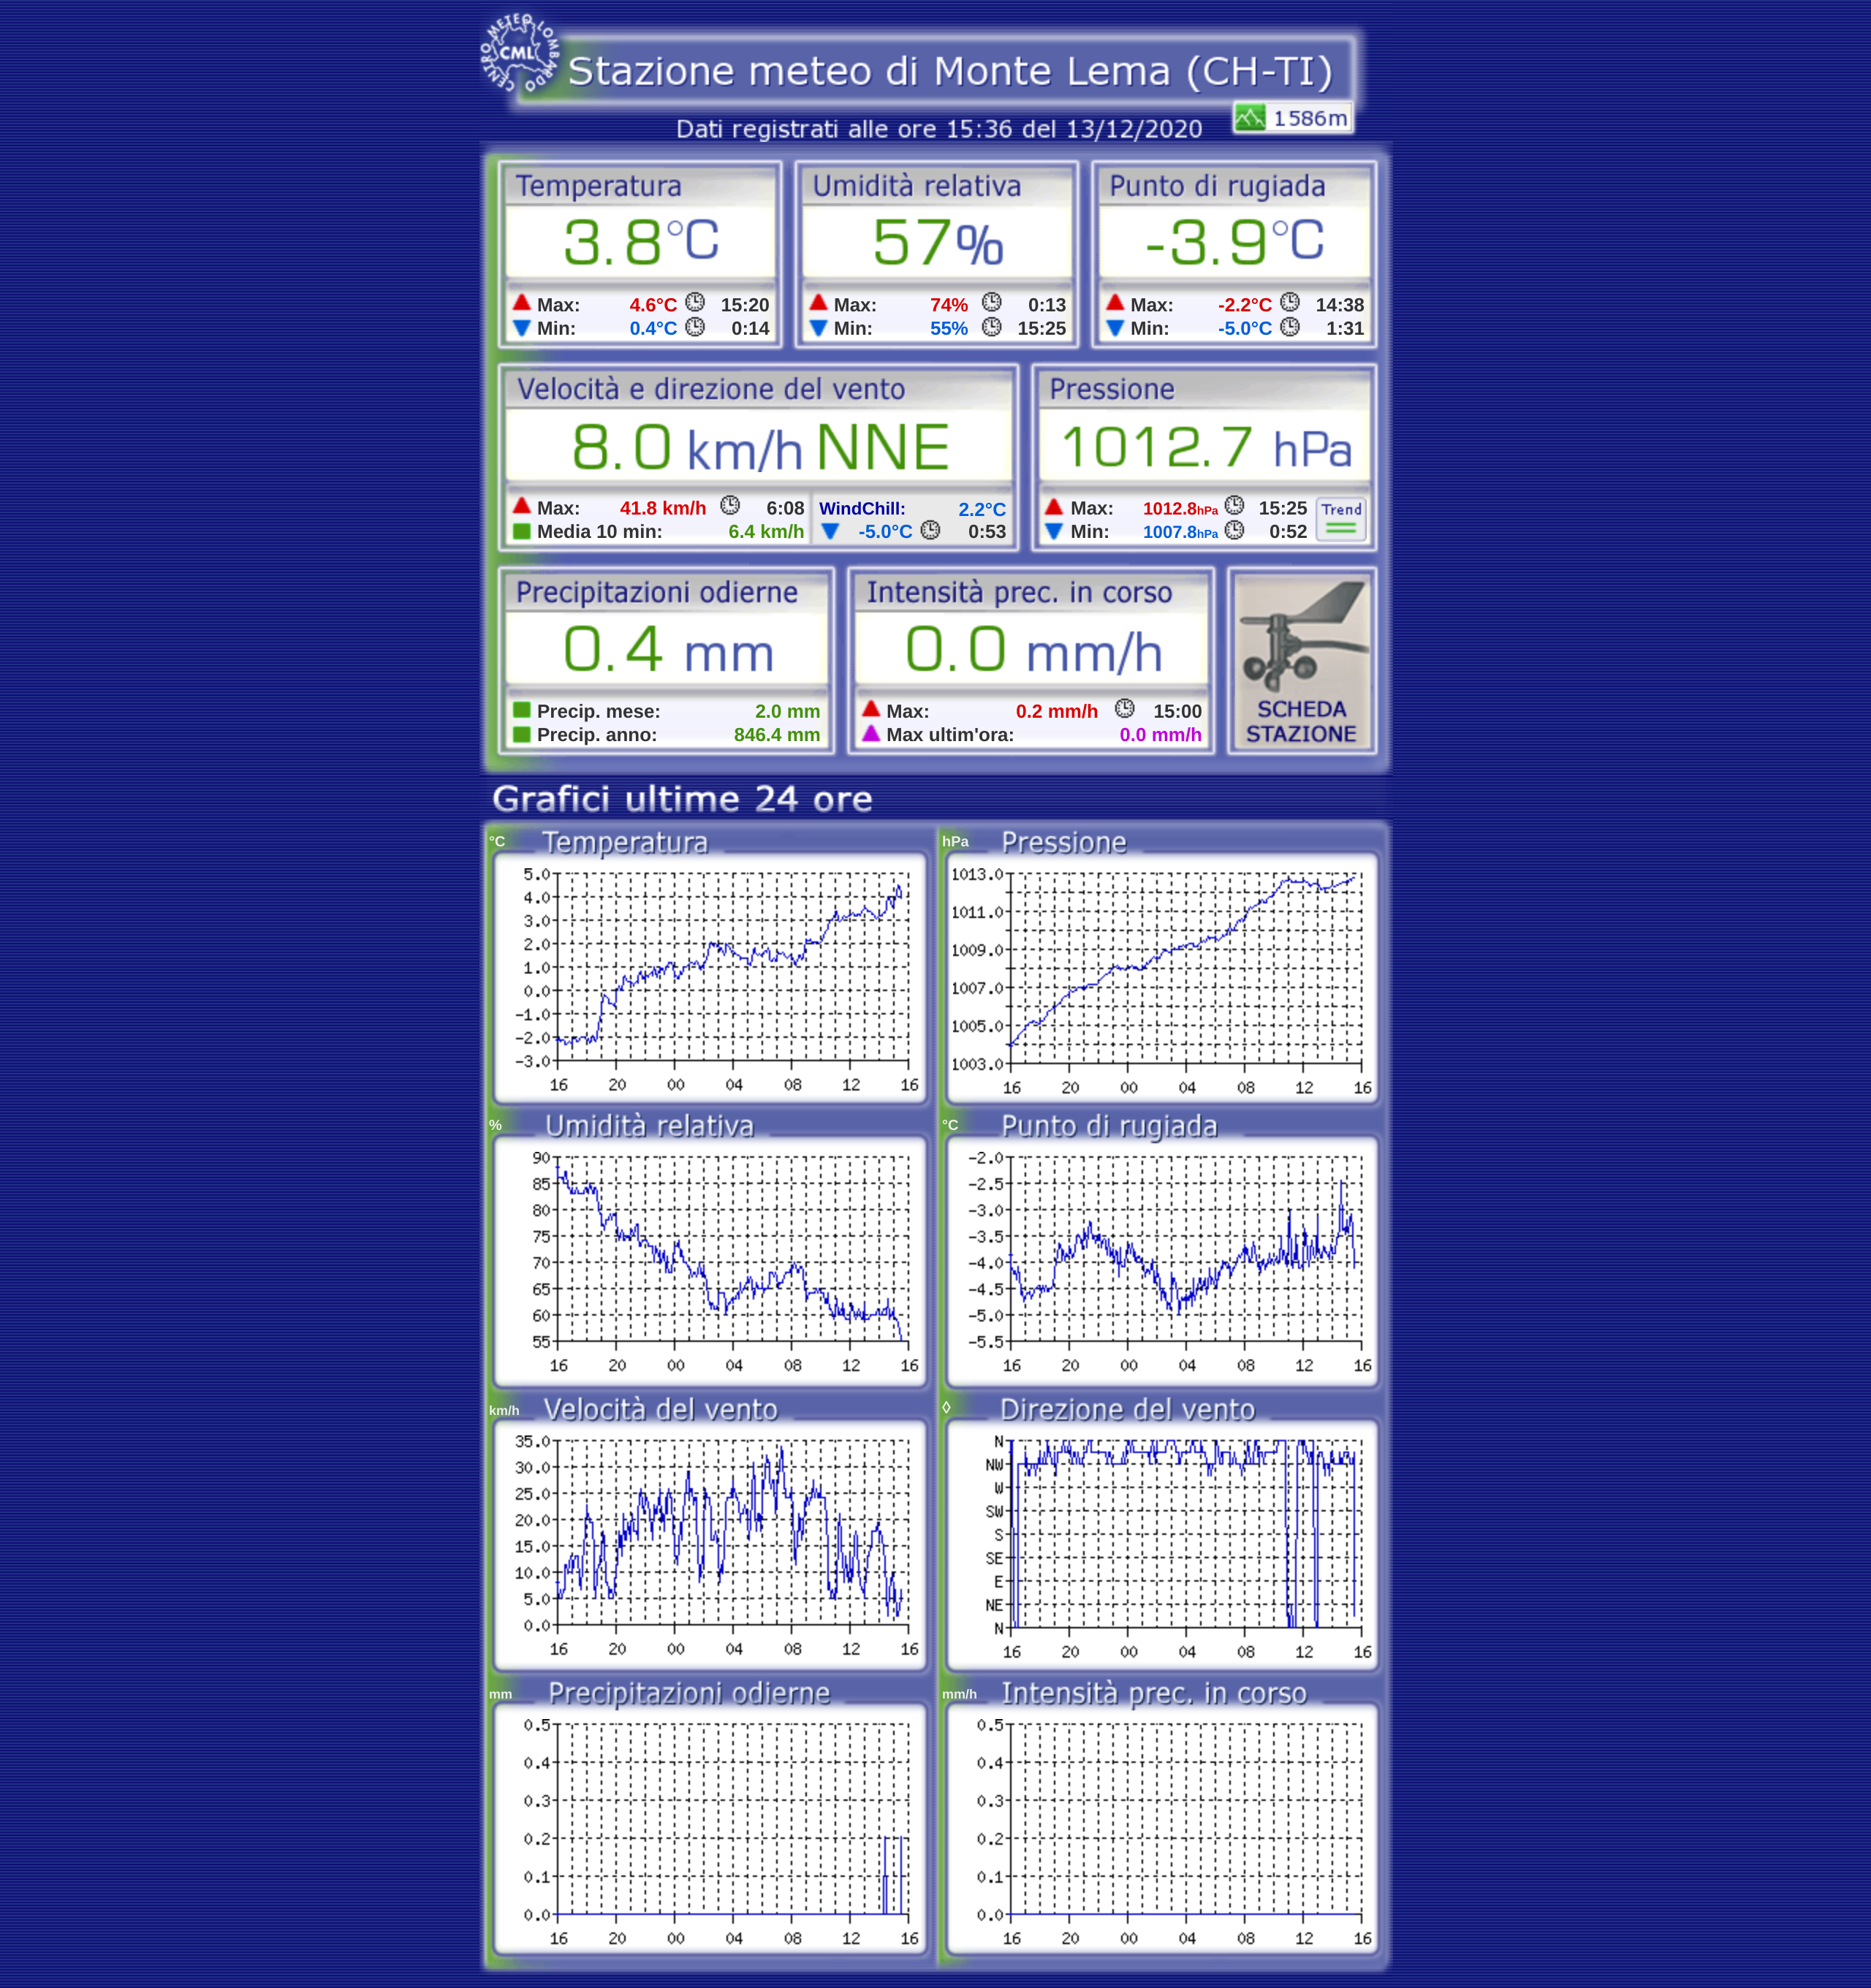 CENTRO METEO LOMBARDO
CML
Stazione meteo di Monte Lema (CH-TI)
1586m
Dati registrati alle ore 15:36 del 13/12/2020
Temperatura
3.8°C
Max: 4.6°C 15:20
Min: 0.4°C 0:14
Umidità relativa
57%
Max: 74% 0:13
Min: 55% 15:25
Punto di rugiada
-3.9°C
Max: -2.2°C 14:38
Min: -5.0°C 1:31
Velocità e direzione del vento
8.0 km/h NNE
Max: 41.8 km/h 6:08
Media 10 min: 6.4 km/h
WindChill: 2.2°C
-5.0°C 0:53
Pressione
1012.7 hPa
Max: 1012.8hPa 15:25
Min: 1007.8hPa 0:52
Trend
Precipitazioni odierne
0.4 mm
Precip. mese: 2.0 mm
Precip. anno: 846.4 mm
Intensità prec. in corso
0.0 mm/h
Max: 0.2 mm/h 15:00
Max ultim'ora: 0.0 mm/h
SCHEDA
STAZIONE
Grafici ultime 24 ore
°C Temperatura
5.0
4.0
3.0
2.0
1.0
0.0
-1.0
-2.0
-3.0
16 20 00 04 08 12 16
hPa Pressione
1013.0
1011.0
1009.0
1007.0
1005.0
1003.0
16 20 00 04 08 12 16
% Umidità relativa
90
85
80
75
70
65
60
55
16 20 00 04 08 12 16
°C Punto di rugiada
-2.0
-2.5
-3.0
-3.5
-4.0
-4.5
-5.0
-5.5
16 20 00 04 08 12 16
km/h Velocità del vento
35.0
30.0
25.0
20.0
15.0
10.0
5.0
0.0
16 20 00 04 08 12 16
◊ Direzione del vento
N
NW
W
SW
S
SE
E
NE
N
16 20 00 04 08 12 16
mm Precipitazioni odierne
0.5
0.4
0.3
0.2
0.1
0.0
16 20 00 04 08 12 16
mm/h Intensità prec. in corso
0.5
0.4
0.3
0.2
0.1
0.0
16 20 00 04 08 12 16